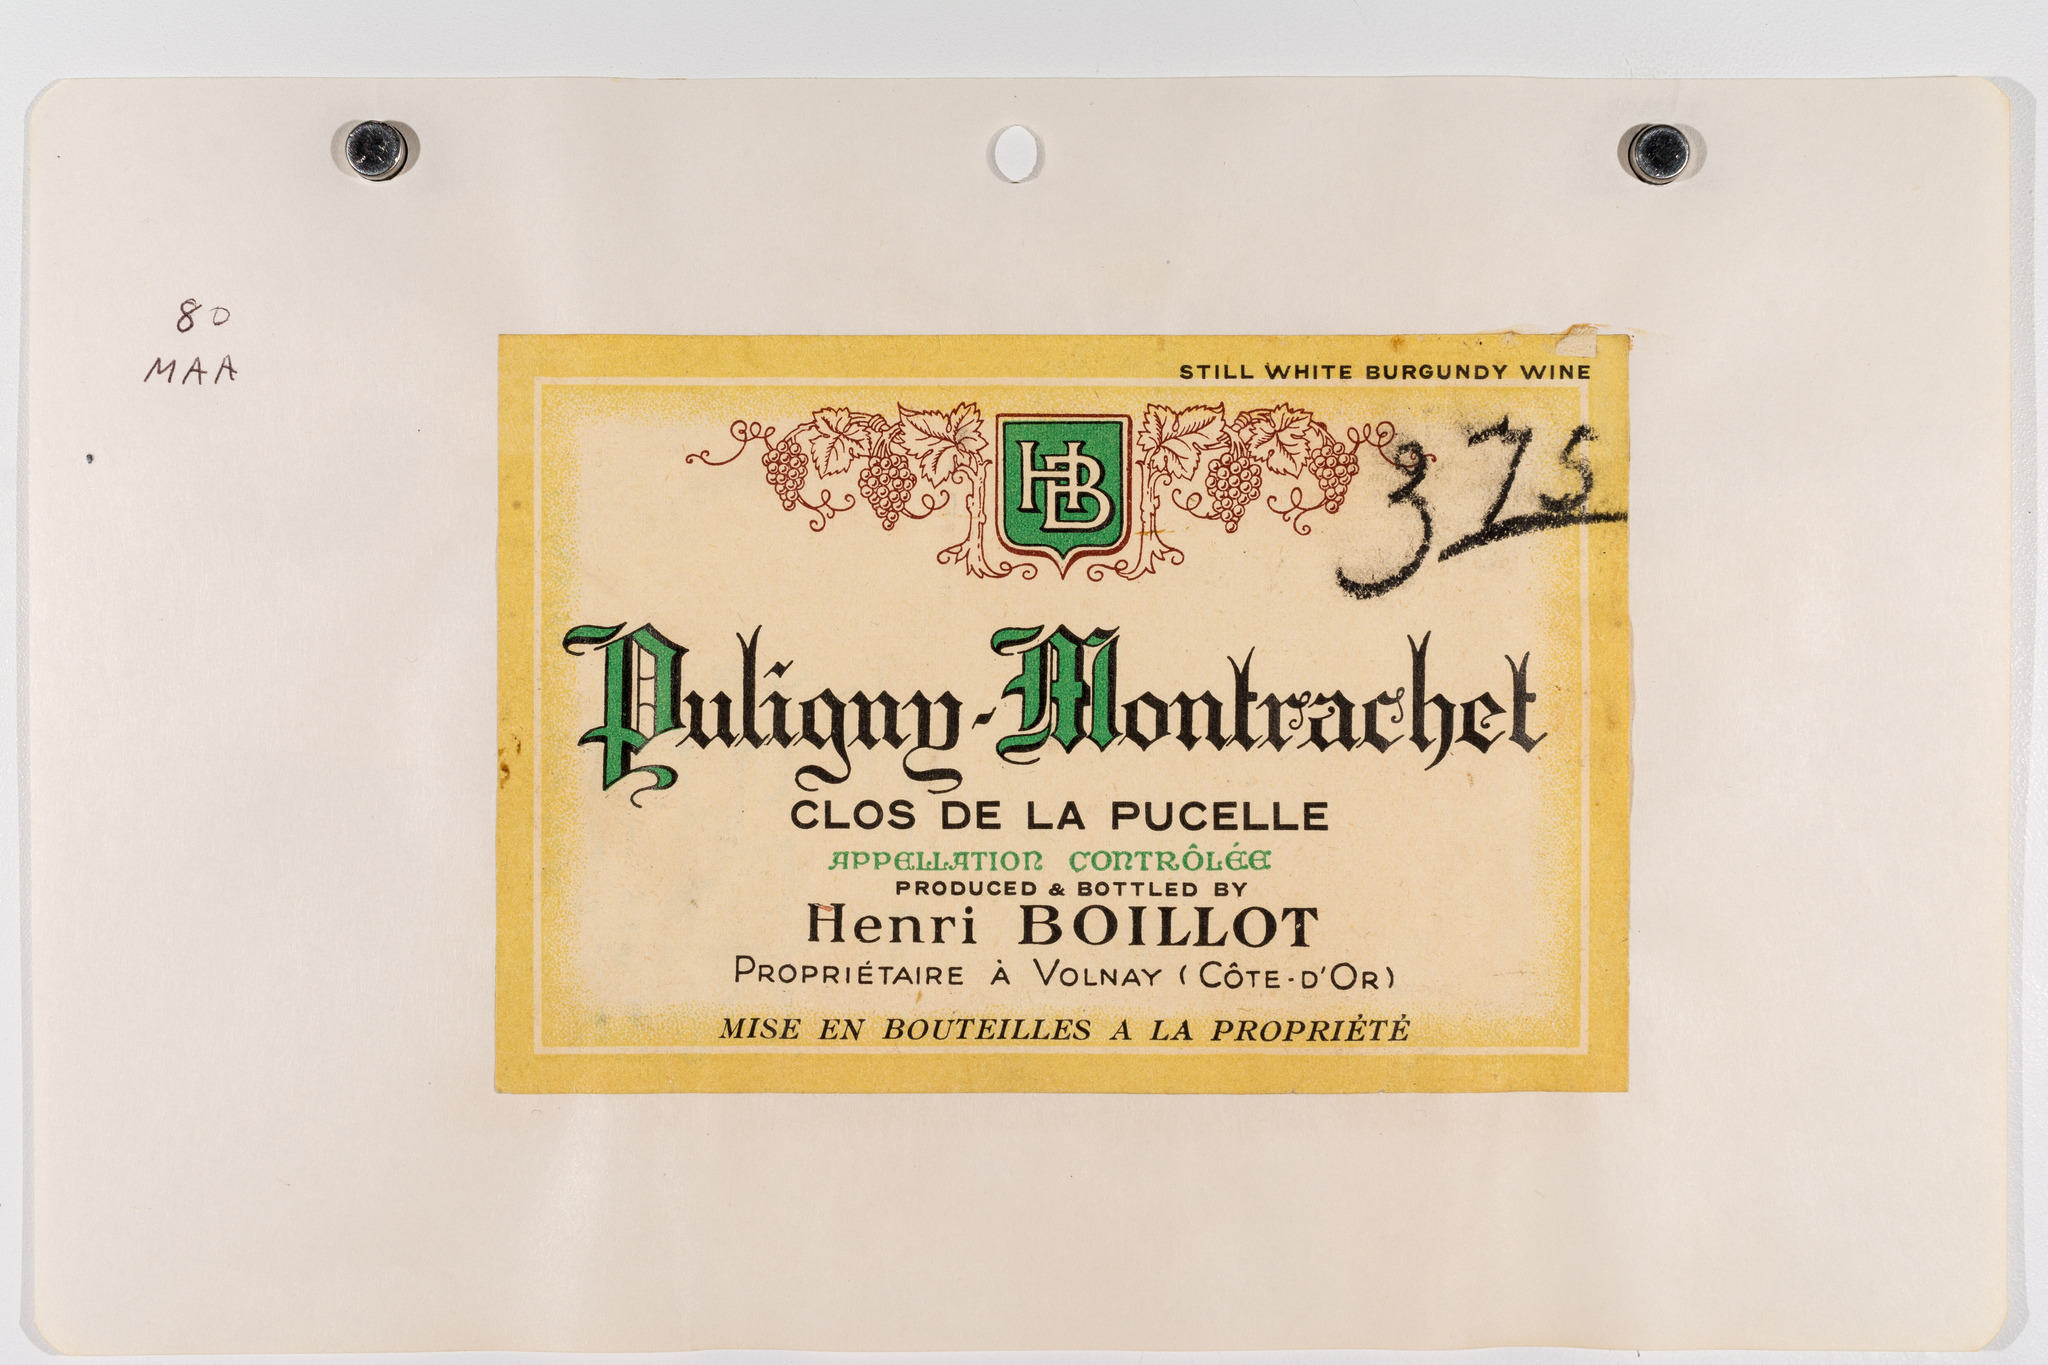 80
MAA
STILL WHITE BURGUNDY WINE
HB
375
Puligny-Montrachet
CLOS DE LA PUCELLE
APPELLATION CONTRÔLÉE
PRODUCED & BOTTLED BY
Henri BOILLOT
PROPRIÉTAIRE À VOLNAY (CÔTE-D'OR)
MISE EN BOUTEILLES A LA PROPRIÉTÉ